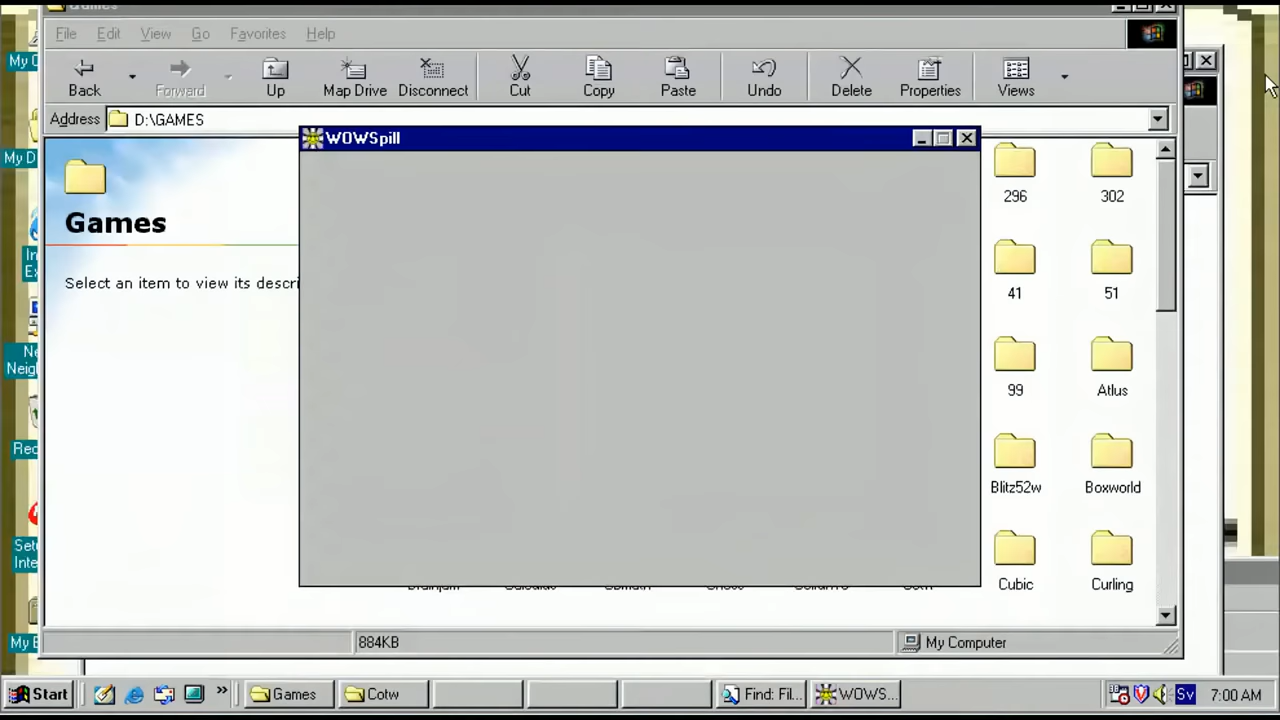 File Edit View Go Favorites Help
Back Forward Up Map Drive Disconnect Cut Copy Paste Undo Delete Properties Views
Address D:\GAMES
WOWSpill
Games
Select an item to view its descri
296 302
41 51
99 Atlus
Blitz52w Boxworld
Cubic Curling
884KB My Computer
Start » Games Cotw Find: Fil... WOWS... Sv 7:00 AM